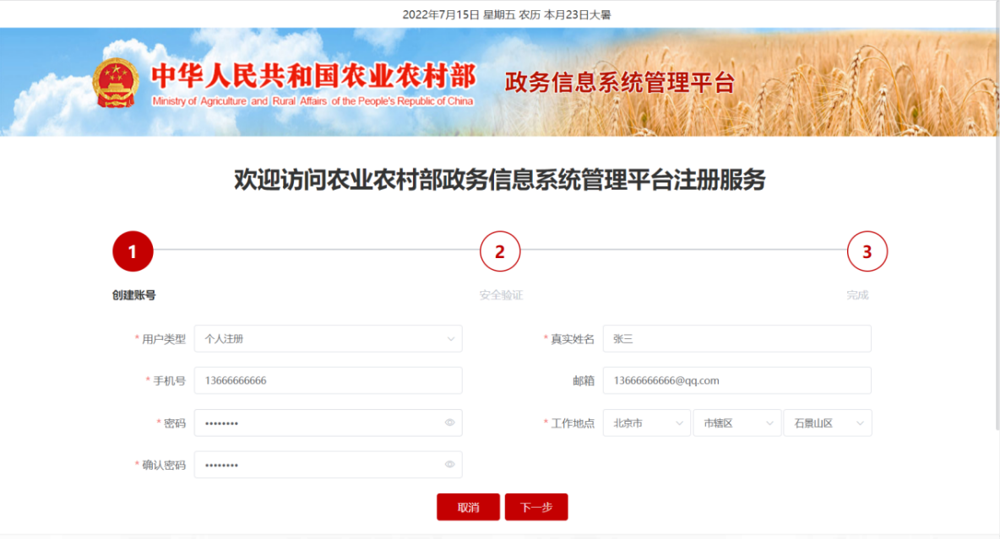 2022年7月15日 星期五 农历 本月23日大暑
中华人民共和国农业农村部
Ministry of Agriculture and Rural Affairs of the People's Republic of China
政务信息系统管理平台
欢迎访问农业农村部政务信息系统管理平台注册服务
1 2 3
创建账号 安全验证 完成
* 用户类型 个人注册 * 真实姓名 张三
* 手机号 13666666666 邮箱 13666666666@qq.com
* 密码 •••••••• * 工作地点 北京市 市辖区 石景山区
* 确认密码 ••••••••
取消 下一步